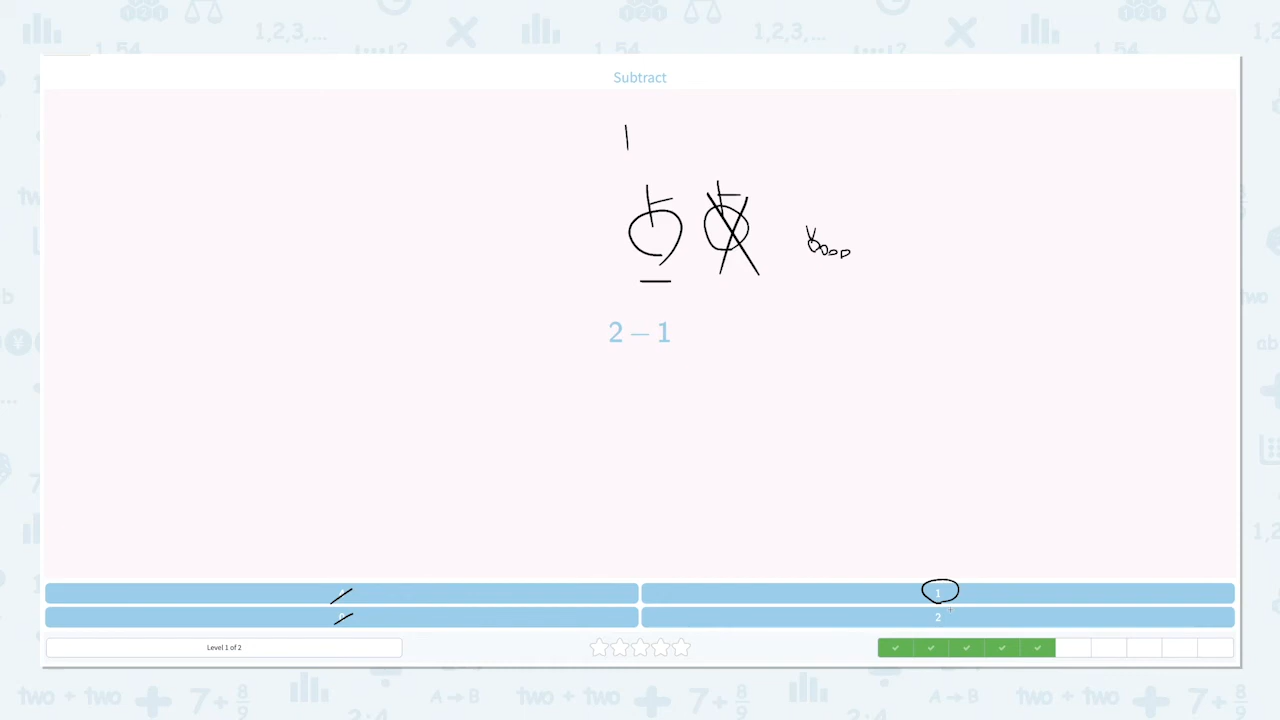 Subtract
1
2 − 1
1
2
Level 1 of 2